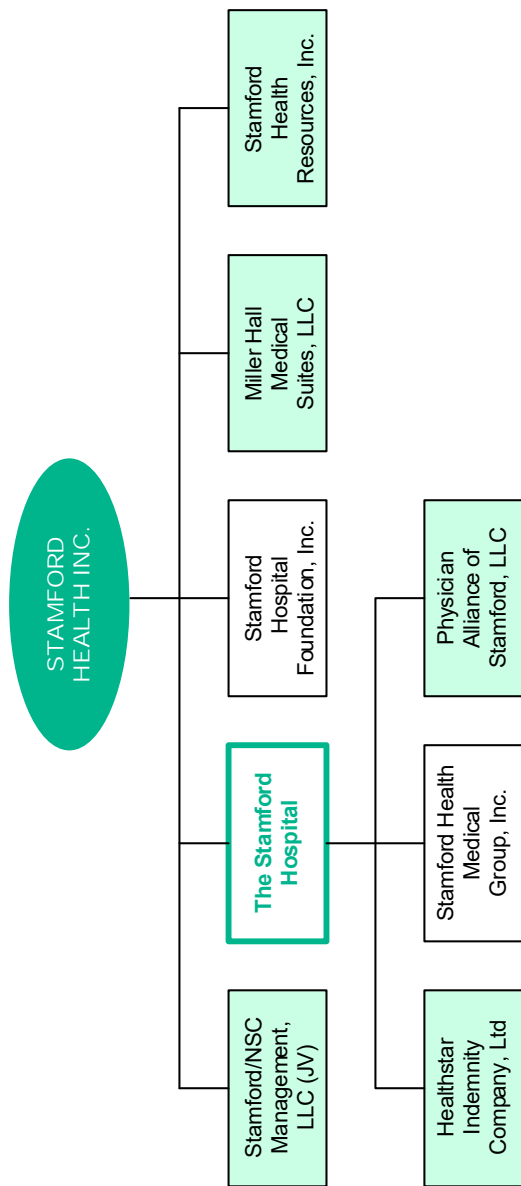 STAMFORD
HEALTH INC.
Stamford/NSC
Management,
LLC (JV)
The Stamford
Hospital
Stamford
Hospital
Foundation, Inc.
Miller Hall
Medical
Suites, LLC
Stamford
Health
Resources, Inc.
Healthstar
Indemnity
Company, Ltd
Stamford Health
Medical
Group, Inc.
Physician
Alliance of
Stamford, LLC